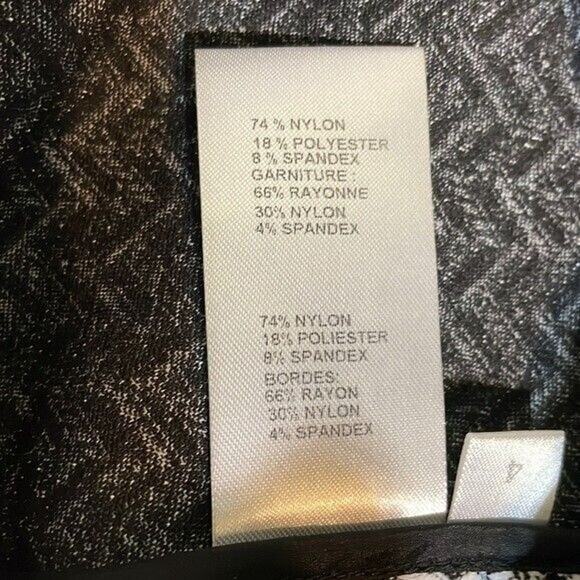 74 % NYLON
18 % POLYESTER
8 % SPANDEX
GARNITURE :
66% RAYONNE
30% NYLON
4% SPANDEX
74% NYLON
18% POLIESTER
8% SPANDEX
BORDES:
66% RAYON
30% NYLON
4% SPANDEX
4